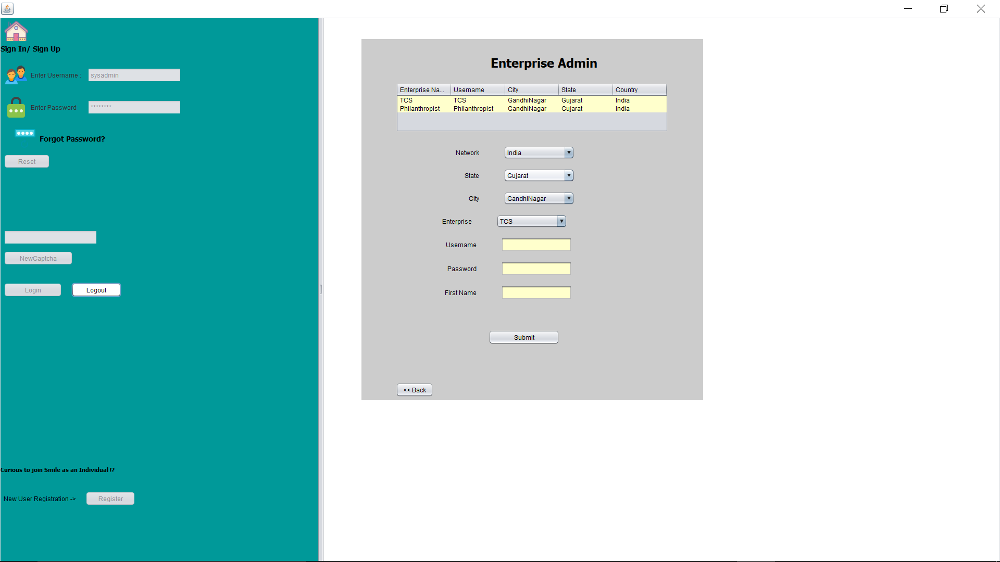 Sign In/ Sign Up
Enter Username :
sysadmin
Enter Password
********
Forgot Password?
Reset
NewCaptcha
Login
Logout
Curious to join Smile as an Individual !?
New User Registration ->
Register
Enterprise Admin
Enterprise Na... Username City State Country
TCS TCS GandhiNagar Gujarat India
Philanthropist Philanthropist GandhiNagar Gujarat India
Network India
State Gujarat
City GandhiNagar
Enterprise TCS
Username
Password
First Name
Submit
<< Back